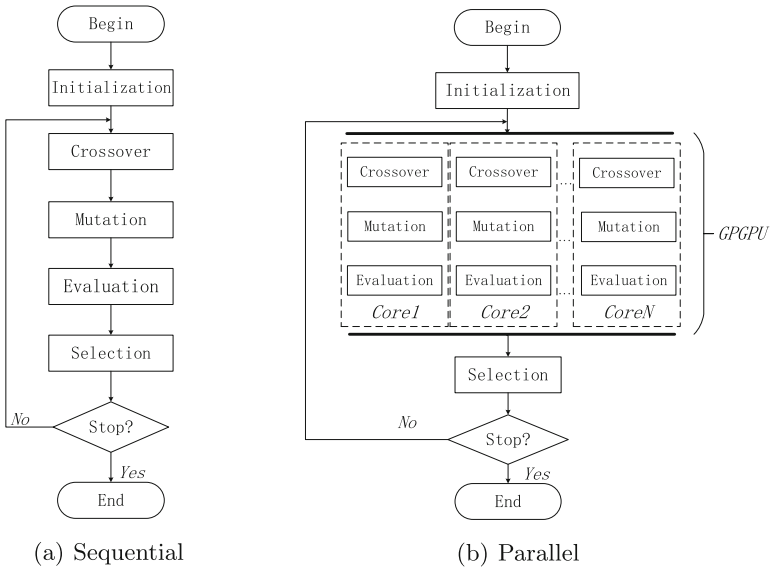 Begin
Initialization
Crossover
Mutation
Evaluation
Selection
Stop?
No
Yes
End
(a) Sequential
Begin
Initialization
Crossover Crossover ... Crossover
Mutation Mutation ... Mutation
Evaluation Evaluation ... Evaluation
Core1 Core2 CoreN
GPGPU
Selection
Stop?
No
Yes
End
(b) Parallel